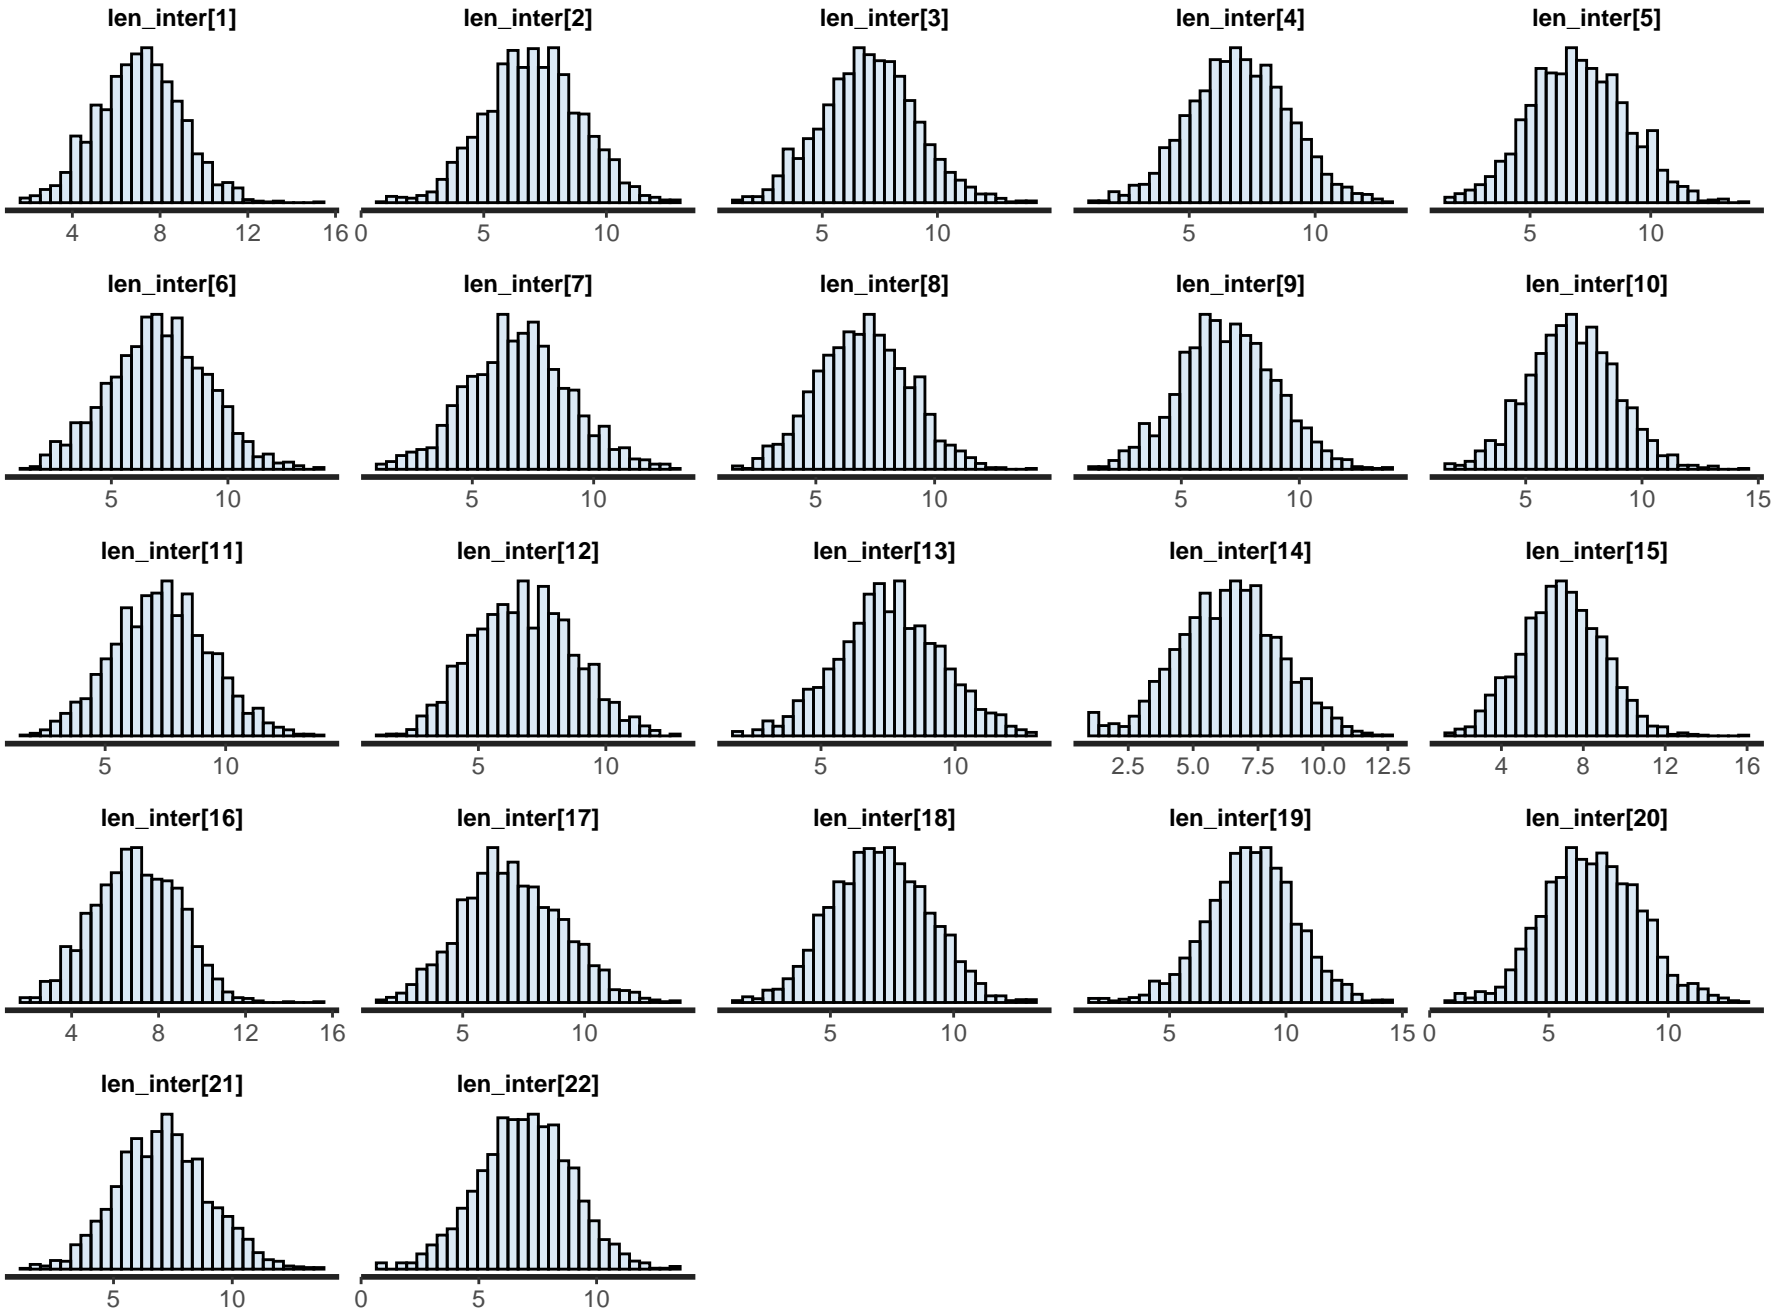 len_inter[1] len_inter[2] len_inter[3] len_inter[4] len_inter[5]
4 8 12 16 0 5 10 5 10 5 10 5 10
len_inter[6] len_inter[7] len_inter[8] len_inter[9] len_inter[10]
5 10 5 10 5 10 5 10 5 10 15
len_inter[11] len_inter[12] len_inter[13] len_inter[14] len_inter[15]
5 10 5 10 5 10 2.5 5.0 7.5 10.0 12.5 4 8 12 16
len_inter[16] len_inter[17] len_inter[18] len_inter[19] len_inter[20]
4 8 12 16 5 10 5 10 5 10 15 0 5 10
len_inter[21] len_inter[22]
5 10 0 5 10